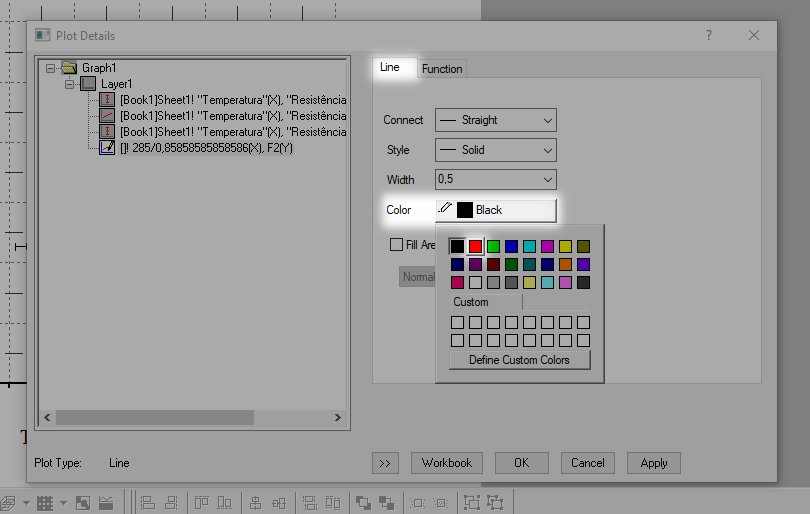 Plot Details
?
Line
Function
Graph1
Layer1
[Book1]Sheet1! "Temperatura"(X), "Resistência
[Book1]Sheet1! "Temperatura"(X), "Resistência
[Book1]Sheet1! "Temperatura"(X), "Resistência
[]! 285/0,85858585858586(X), F2(Y)
Connect
Straight
Style
Solid
Width
0,5
Color
Black
Fill Are
Normal
Custom
Define Custom Colors
Plot Type: Line
>>
Workbook
OK
Cancel
Apply